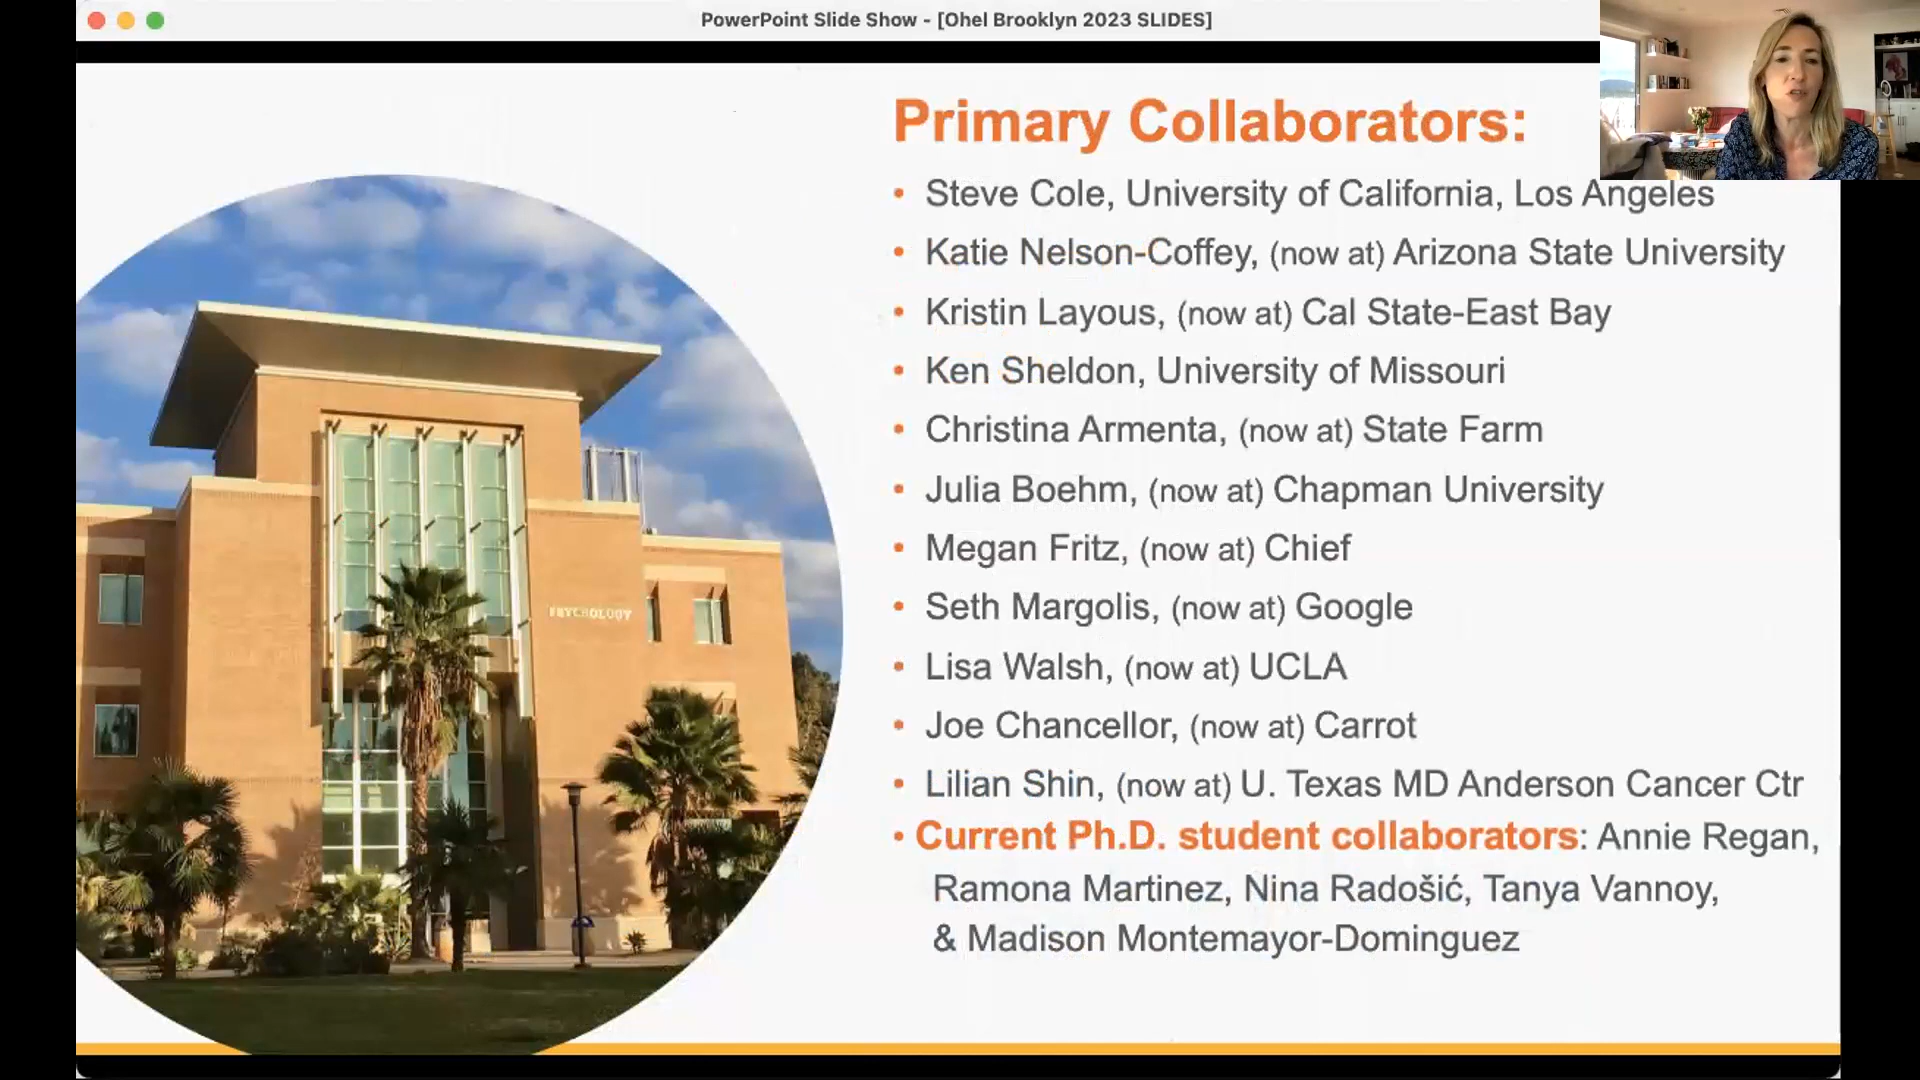 PowerPoint Slide Show - [Ohel Brooklyn 2023 SLIDES]
Primary Collaborators:
• Steve Cole, University of California, Los Angeles
• Katie Nelson-Coffey, (now at) Arizona State University
• Kristin Layous, (now at) Cal State-East Bay
• Ken Sheldon, University of Missouri
• Christina Armenta, (now at) State Farm
• Julia Boehm, (now at) Chapman University
• Megan Fritz, (now at) Chief
• Seth Margolis, (now at) Google
• Lisa Walsh, (now at) UCLA
• Joe Chancellor, (now at) Carrot
• Lilian Shin, (now at) U. Texas MD Anderson Cancer Ctr
• Current Ph.D. student collaborators: Annie Regan,
Ramona Martinez, Nina Radošić, Tanya Vannoy,
& Madison Montemayor-Dominguez
PSYCHOLOGY